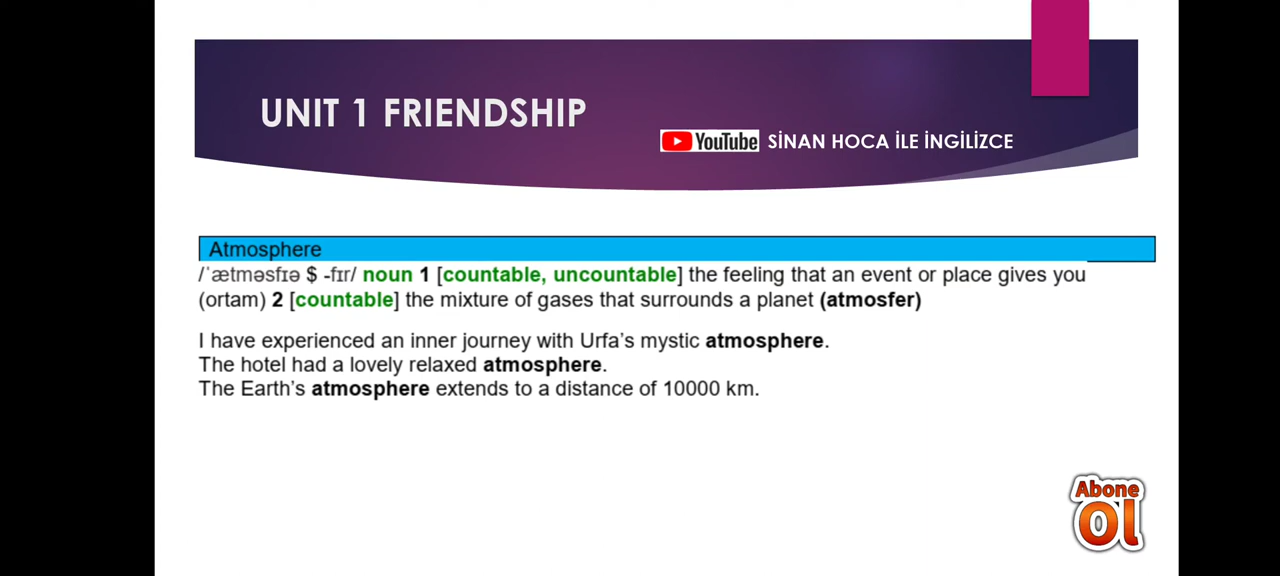 UNIT 1 FRIENDSHIP
YouTube SİNAN HOCA İLE İNGİLİZCE
Atmosphere
/ˈætməsfɪə $ -fɪr/ noun 1 [countable, uncountable] the feeling that an event or place gives you
(ortam) 2 [countable] the mixture of gases that surrounds a planet (atmosfer)
I have experienced an inner journey with Urfa's mystic atmosphere.
The hotel had a lovely relaxed atmosphere.
The Earth's atmosphere extends to a distance of 10000 km.
Abone
Ol